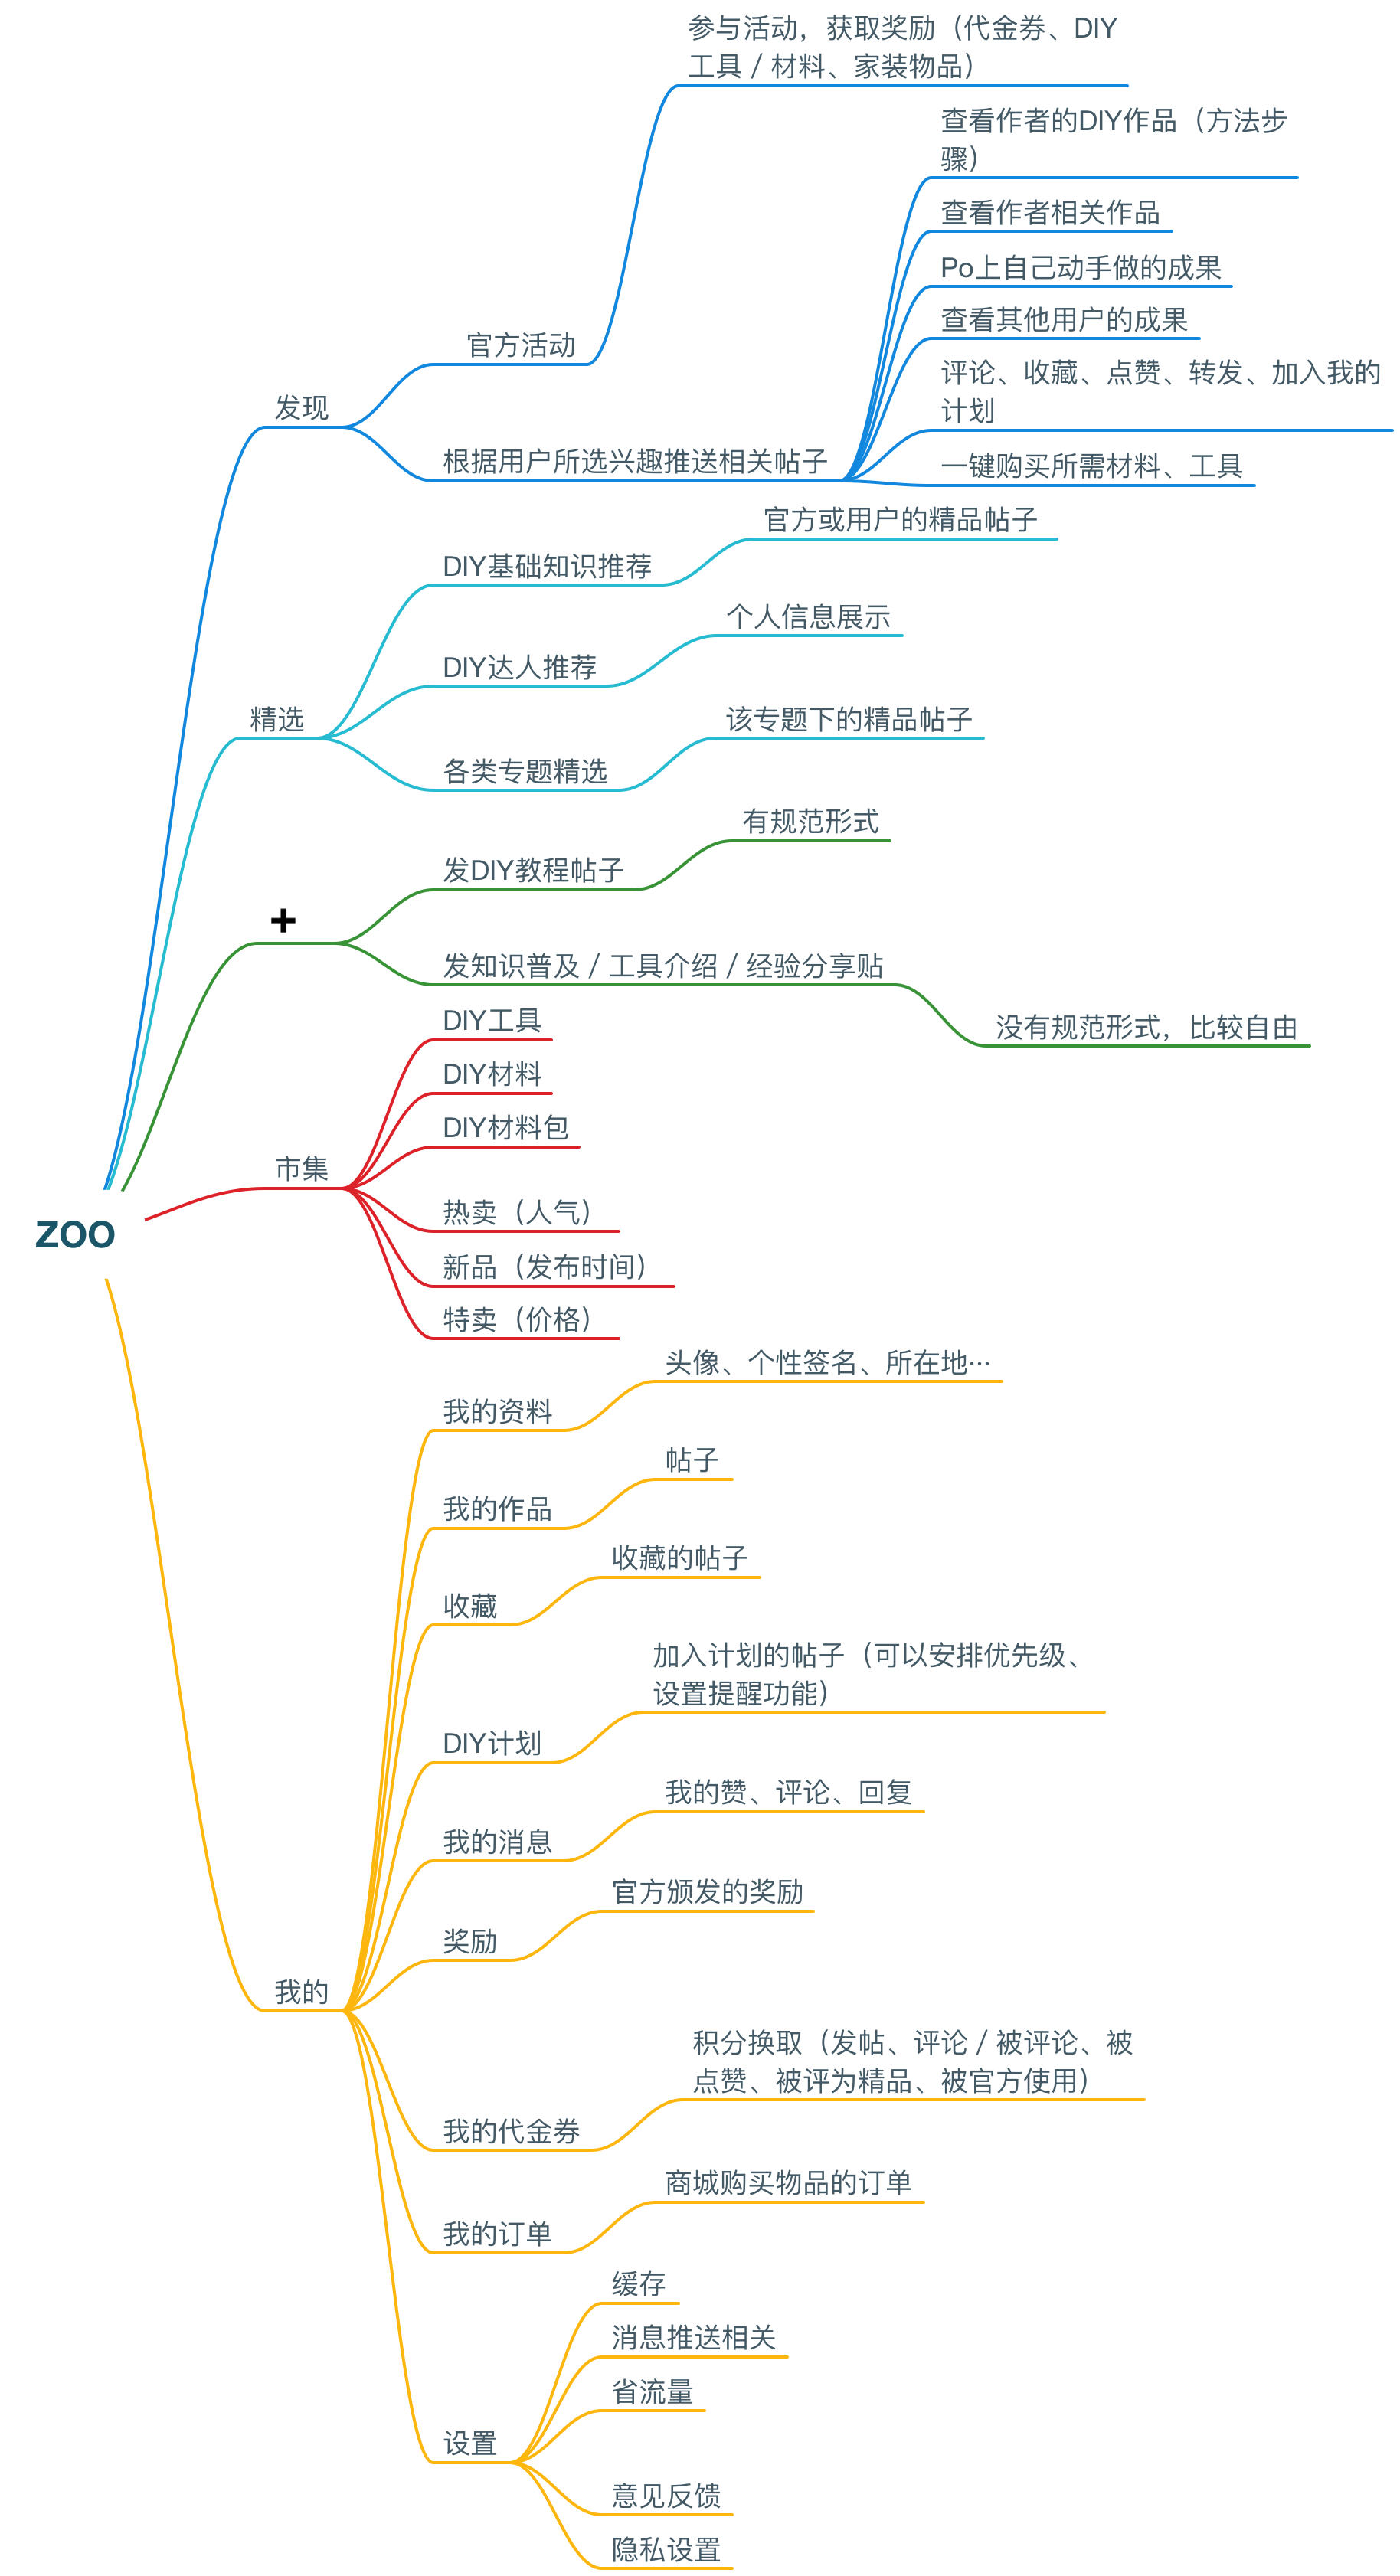 参与活动，获取奖励（代金券、DIY
工具 / 材料、家装物品）
查看作者的DIY作品（方法步
骤）
查看作者相关作品
Po上自己动手做的成果
查看其他用户的成果
官方活动
评论、收藏、点赞、转发、加入我的
计划
发现
根据用户所选兴趣推送相关帖子
一键购买所需材料、工具
官方或用户的精品帖子
DIY基础知识推荐
个人信息展示
DIY达人推荐
精选
该专题下的精品帖子
各类专题精选
有规范形式
发DIY教程帖子
+
发知识普及 / 工具介绍 / 经验分享贴
没有规范形式，比较自由
DIY工具
DIY材料
DIY材料包
市集
热卖（人气）
ZOO
新品（发布时间）
特卖（价格）
头像、个性签名、所在地…
我的资料
帖子
我的作品
收藏的帖子
收藏
加入计划的帖子（可以安排优先级、
设置提醒功能）
DIY计划
我的赞、评论、回复
我的消息
官方颁发的奖励
奖励
我的
积分换取（发帖、评论 / 被评论、被
点赞、被评为精品、被官方使用）
我的代金券
商城购买物品的订单
我的订单
缓存
消息推送相关
省流量
设置
意见反馈
隐私设置